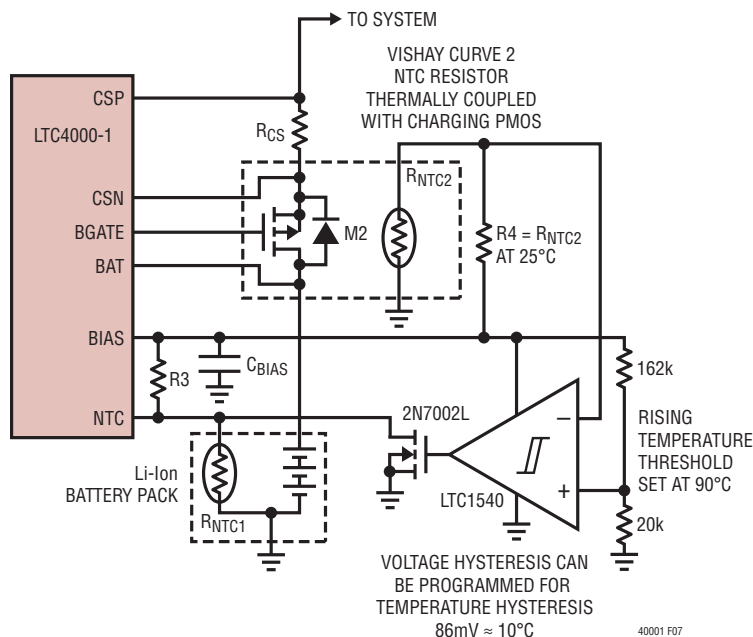 TO SYSTEM
VISHAY CURVE 2
NTC RESISTOR
THERMALLY COUPLED
WITH CHARGING PMOS
CSP
LTC4000-1
RCS
CSN
RNTC2
BGATE
M2
R4 = RNTC2
AT 25°C
BAT
BIAS
CBIAS
R3
162k
NTC
2N7002L
–
RISING
TEMPERATURE
THRESHOLD
SET AT 90°C
Li-Ion
BATTERY PACK
+
LTC1540
RNTC1
20k
VOLTAGE HYSTERESIS CAN
BE PROGRAMMED FOR
TEMPERATURE HYSTERESIS
86mV ≈ 10°C
40001 F07